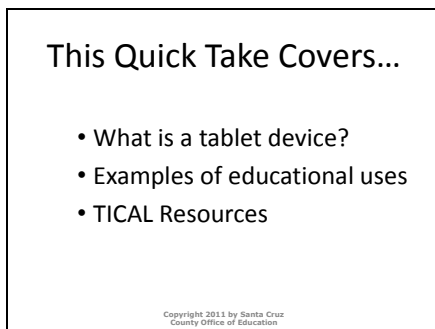 This Quick Take Covers...
• What is a tablet device?
• Examples of educational uses
• TICAL Resources
Copyright 2011 by Santa Cruz
County Office of Education